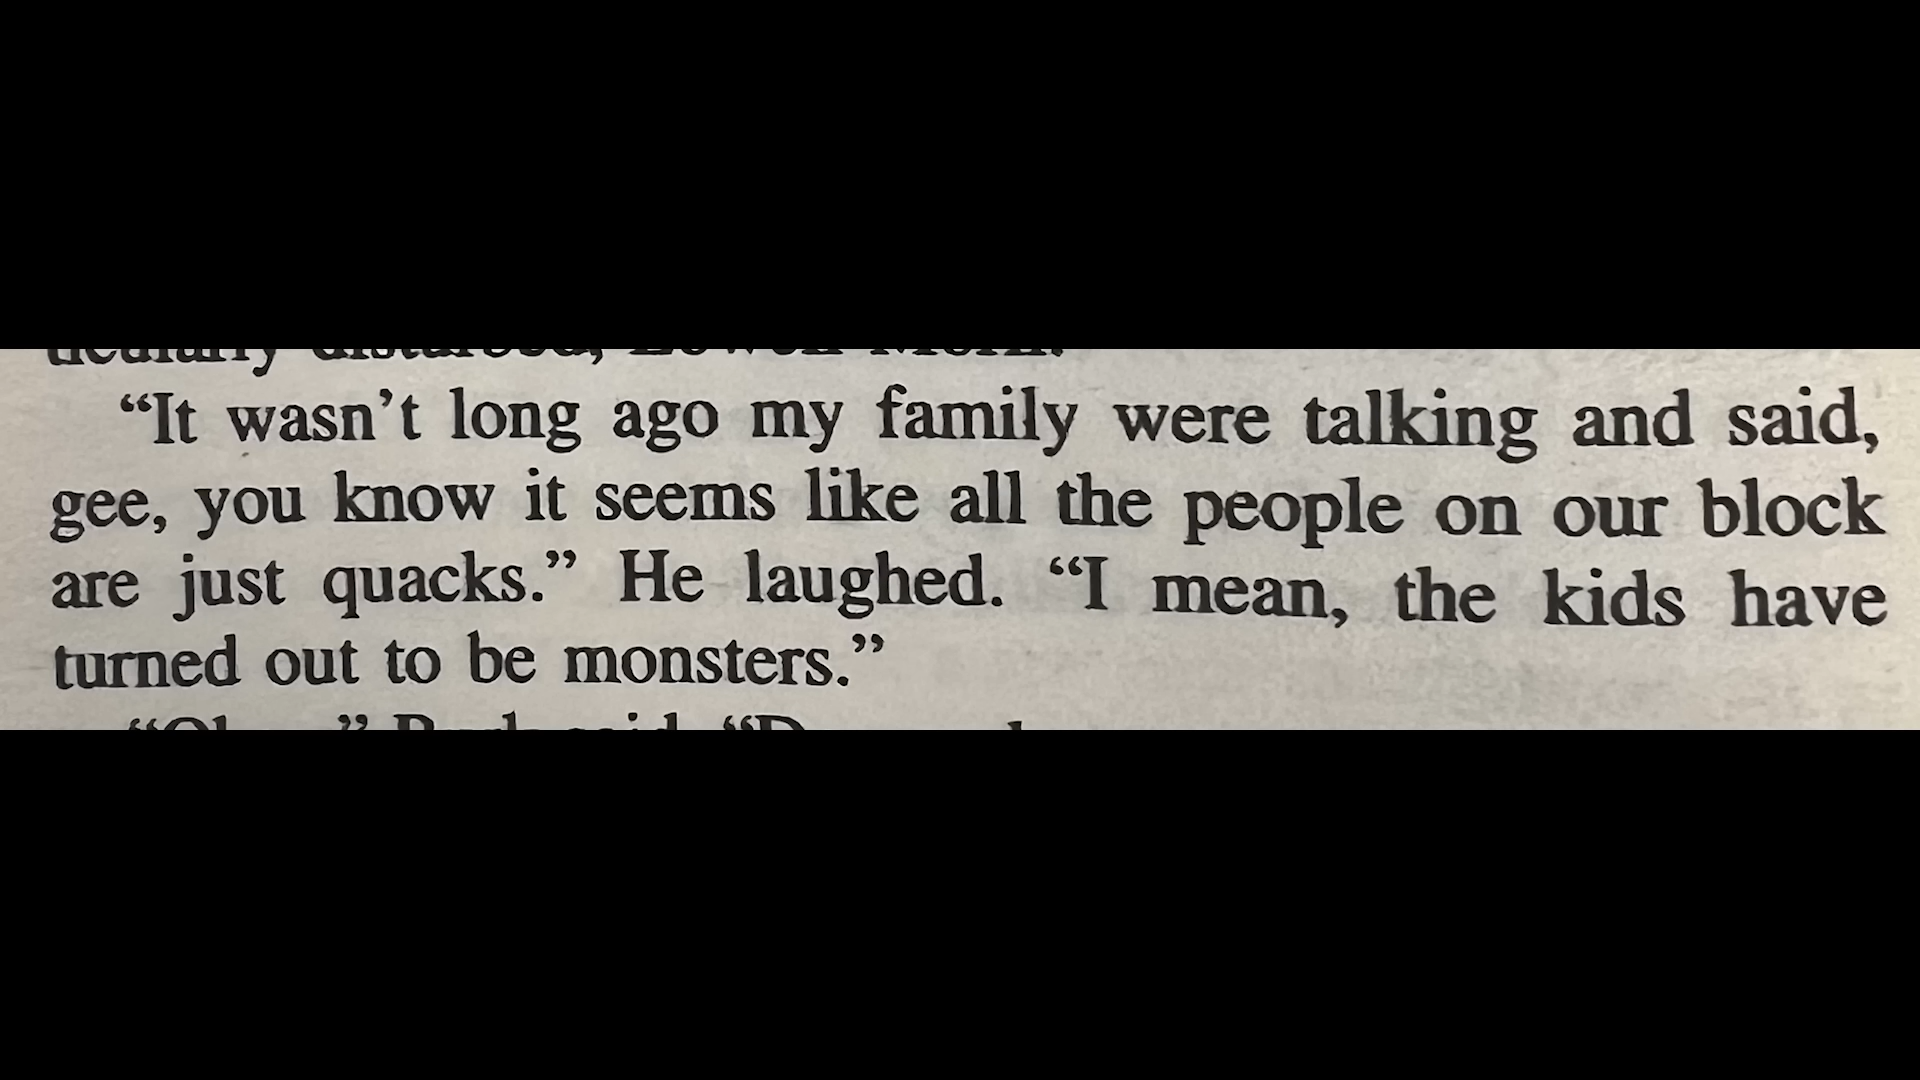 “It wasn’t long ago my family were talking and said,
gee, you know it seems like all the people on our block
are just quacks.” He laughed. “I mean, the kids have
turned out to be monsters.”